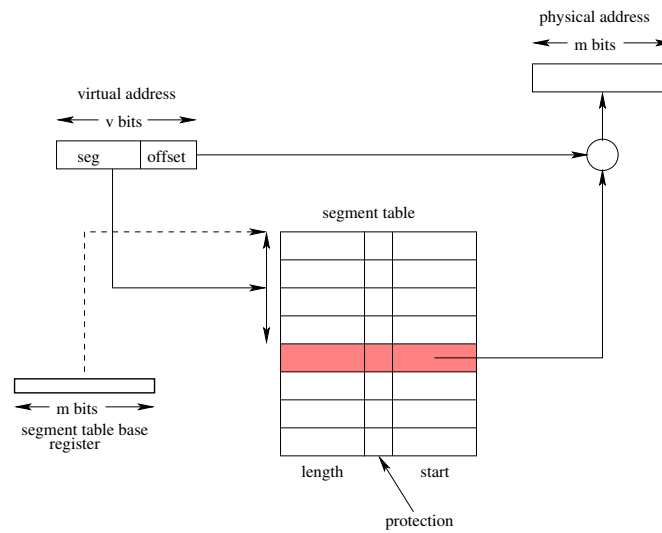 physical address
m bits
virtual address
v bits
seg
offset
segment table
m bits
segment table base
register
length
start
protection